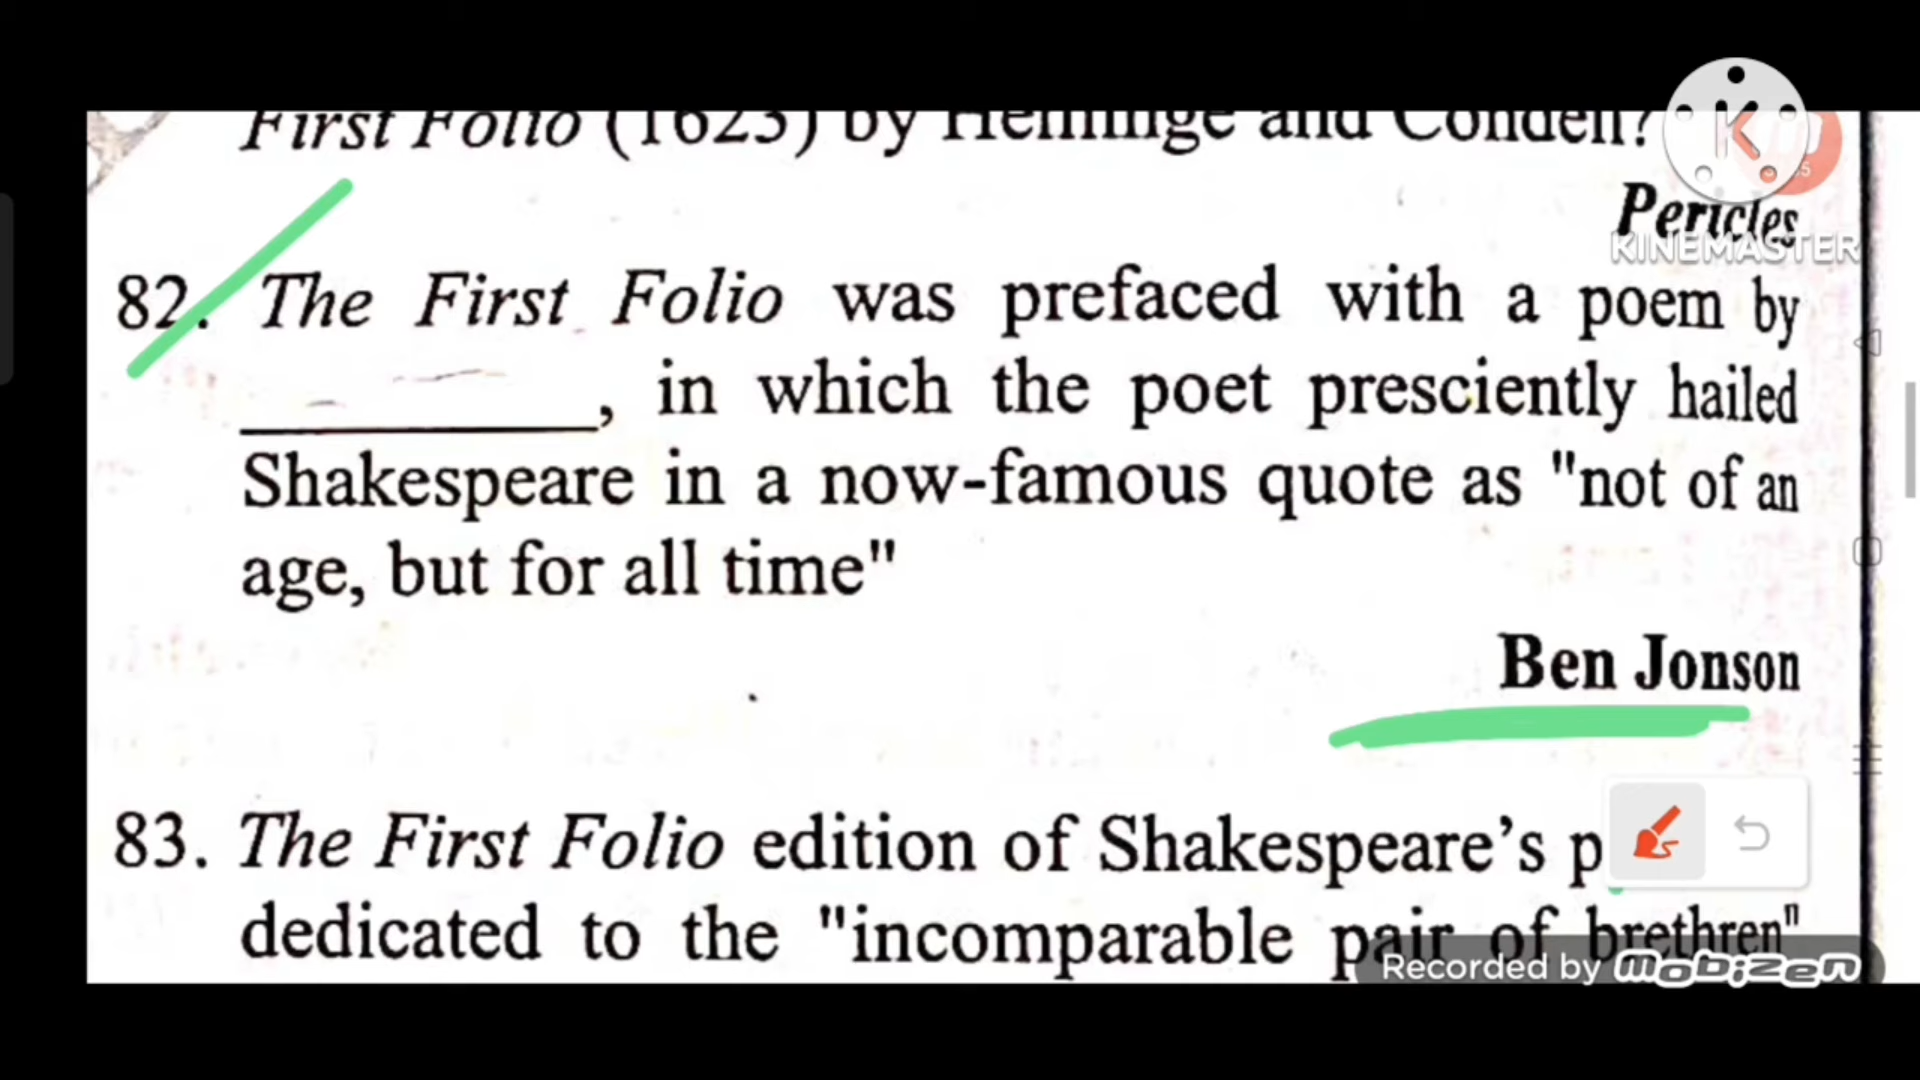 First Folio (1623) by Heminge and Condell?
Pericles
KINEMASTER
82. The First Folio was prefaced with a poem by
__________, in which the poet presciently hailed
Shakespeare in a now-famous quote as "not of an
age, but for all time"
Ben Jonson
83. The First Folio edition of Shakespeare's p
dedicated to the "incomparable pair of brethren"
Recorded by mobizen